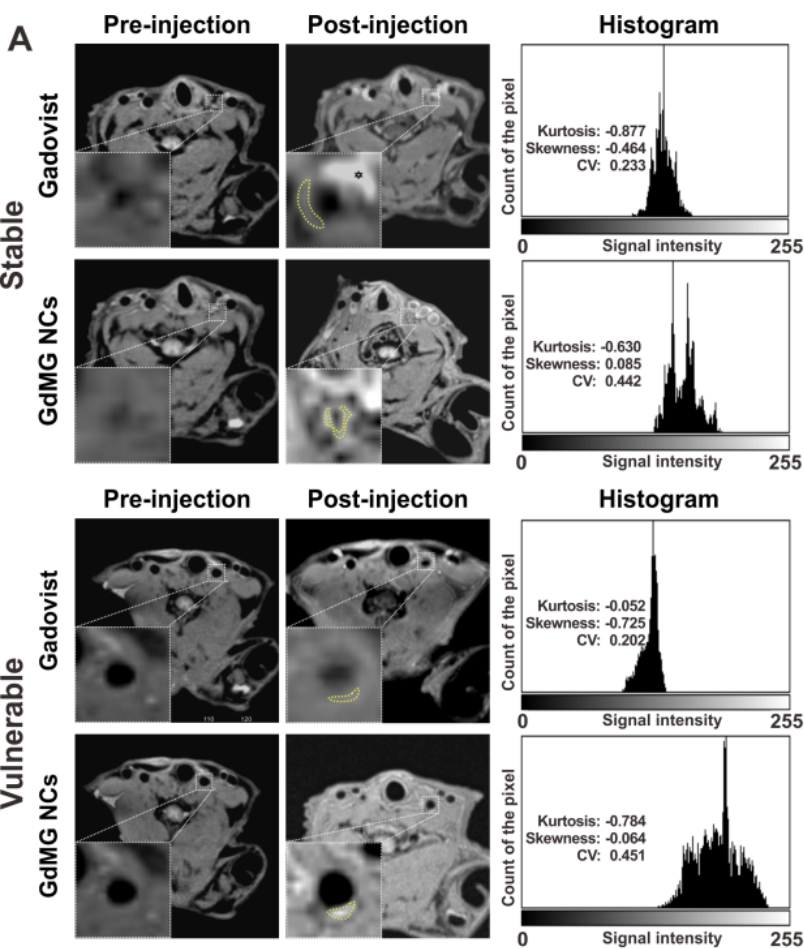 A
Pre-injection Post-injection Histogram
Stable
Gadovist
Count of the pixel
Kurtosis: -0.877
Skewness: -0.464
CV: 0.233
0 Signal intensity 255
GdMG NCs
Count of the pixel
Kurtosis: -0.630
Skewness: 0.085
CV: 0.442
0 Signal intensity 255
Pre-injection Post-injection Histogram
Vulnerable
Gadovist
Count of the pixel
Kurtosis: -0.052
Skewness: -0.725
CV: 0.202
110 120
0 Signal intensity 255
GdMG NCs
Count of the pixel
Kurtosis: -0.784
Skewness: -0.064
CV: 0.451
0 Signal intensity 255